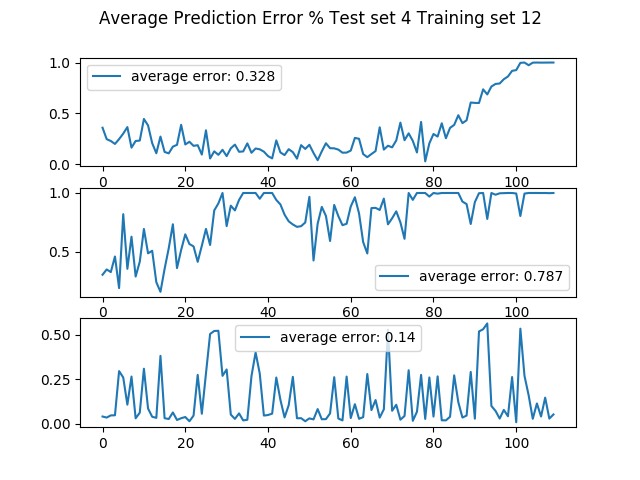 Average Prediction Error % Test set 4 Training set 12
1.0
average error: 0.328
0.5
0.0
0 20 40 60 80 100
1.0
0.5
average error: 0.787
0 20 40 60 80 100
0.50
average error: 0.14
0.25
0.00
0 20 40 60 80 100